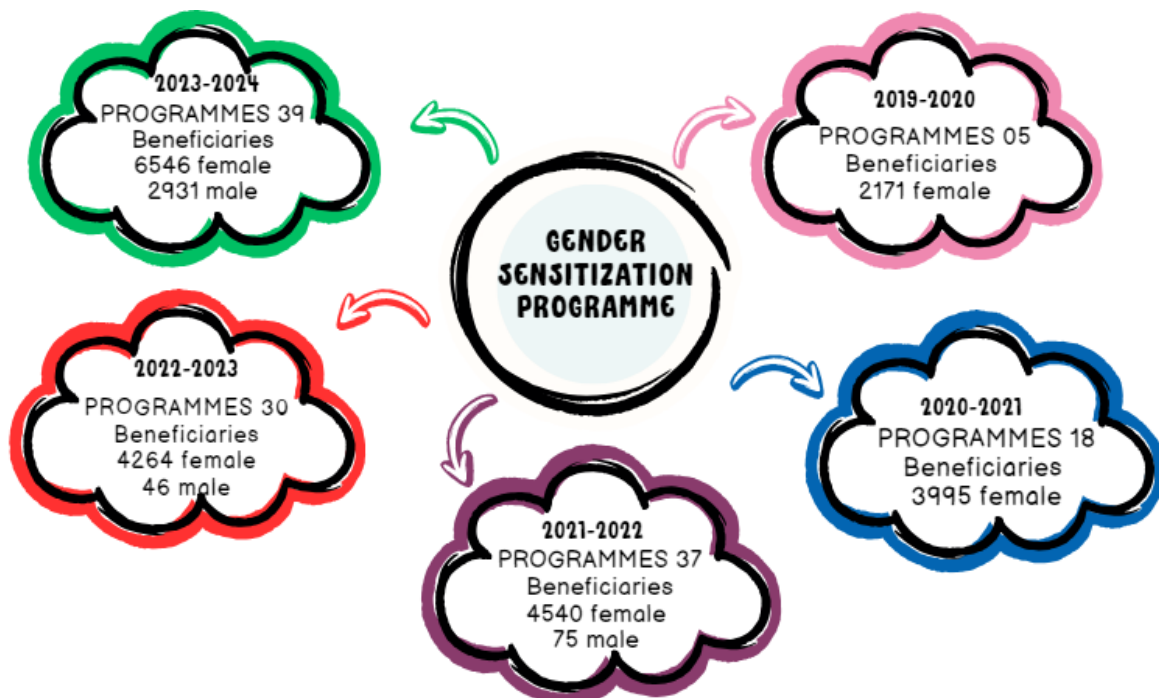 GENDER
SENSITIZATION
PROGRAMME
2019-2020
PROGRAMMES 05
Beneficiaries
2171 female
2020-2021
PROGRAMMES 18
Beneficiaries
3995 female
2021-2022
PROGRAMMES 37
Beneficiaries
4540 female
75 male
2022-2023
PROGRAMMES 30
Beneficiaries
4264 female
46 male
2023-2024
PROGRAMMES 39
Beneficiaries
6546 female
2931 male